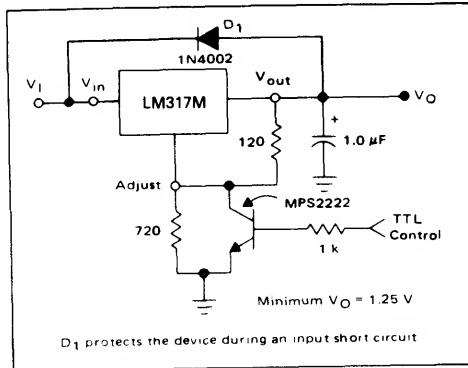 D1
1N4002
VI
Vin
LM317M
Vout
VO
120
+
1.0 µF
Adjust
MPS2222
720
1 k
TTL
Control
Minimum VO = 1.25 V
D1 protects the device during an input short circuit